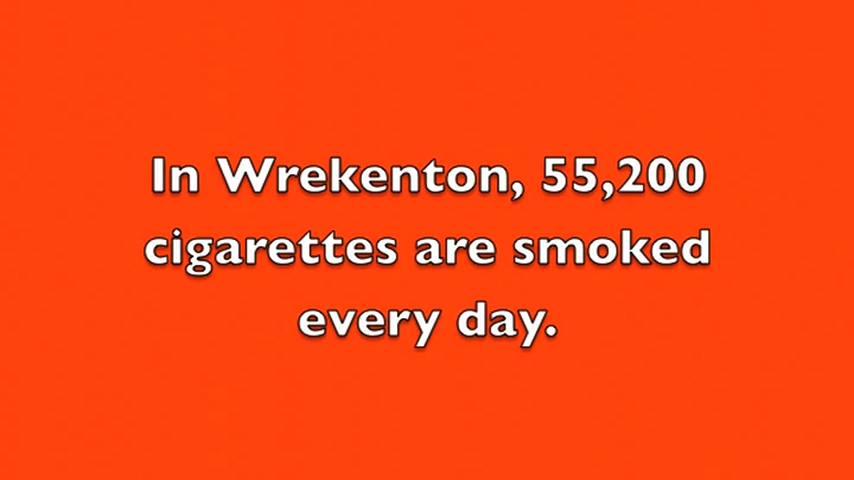 In Wrekenton, 55,200
cigarettes are smoked
every day.